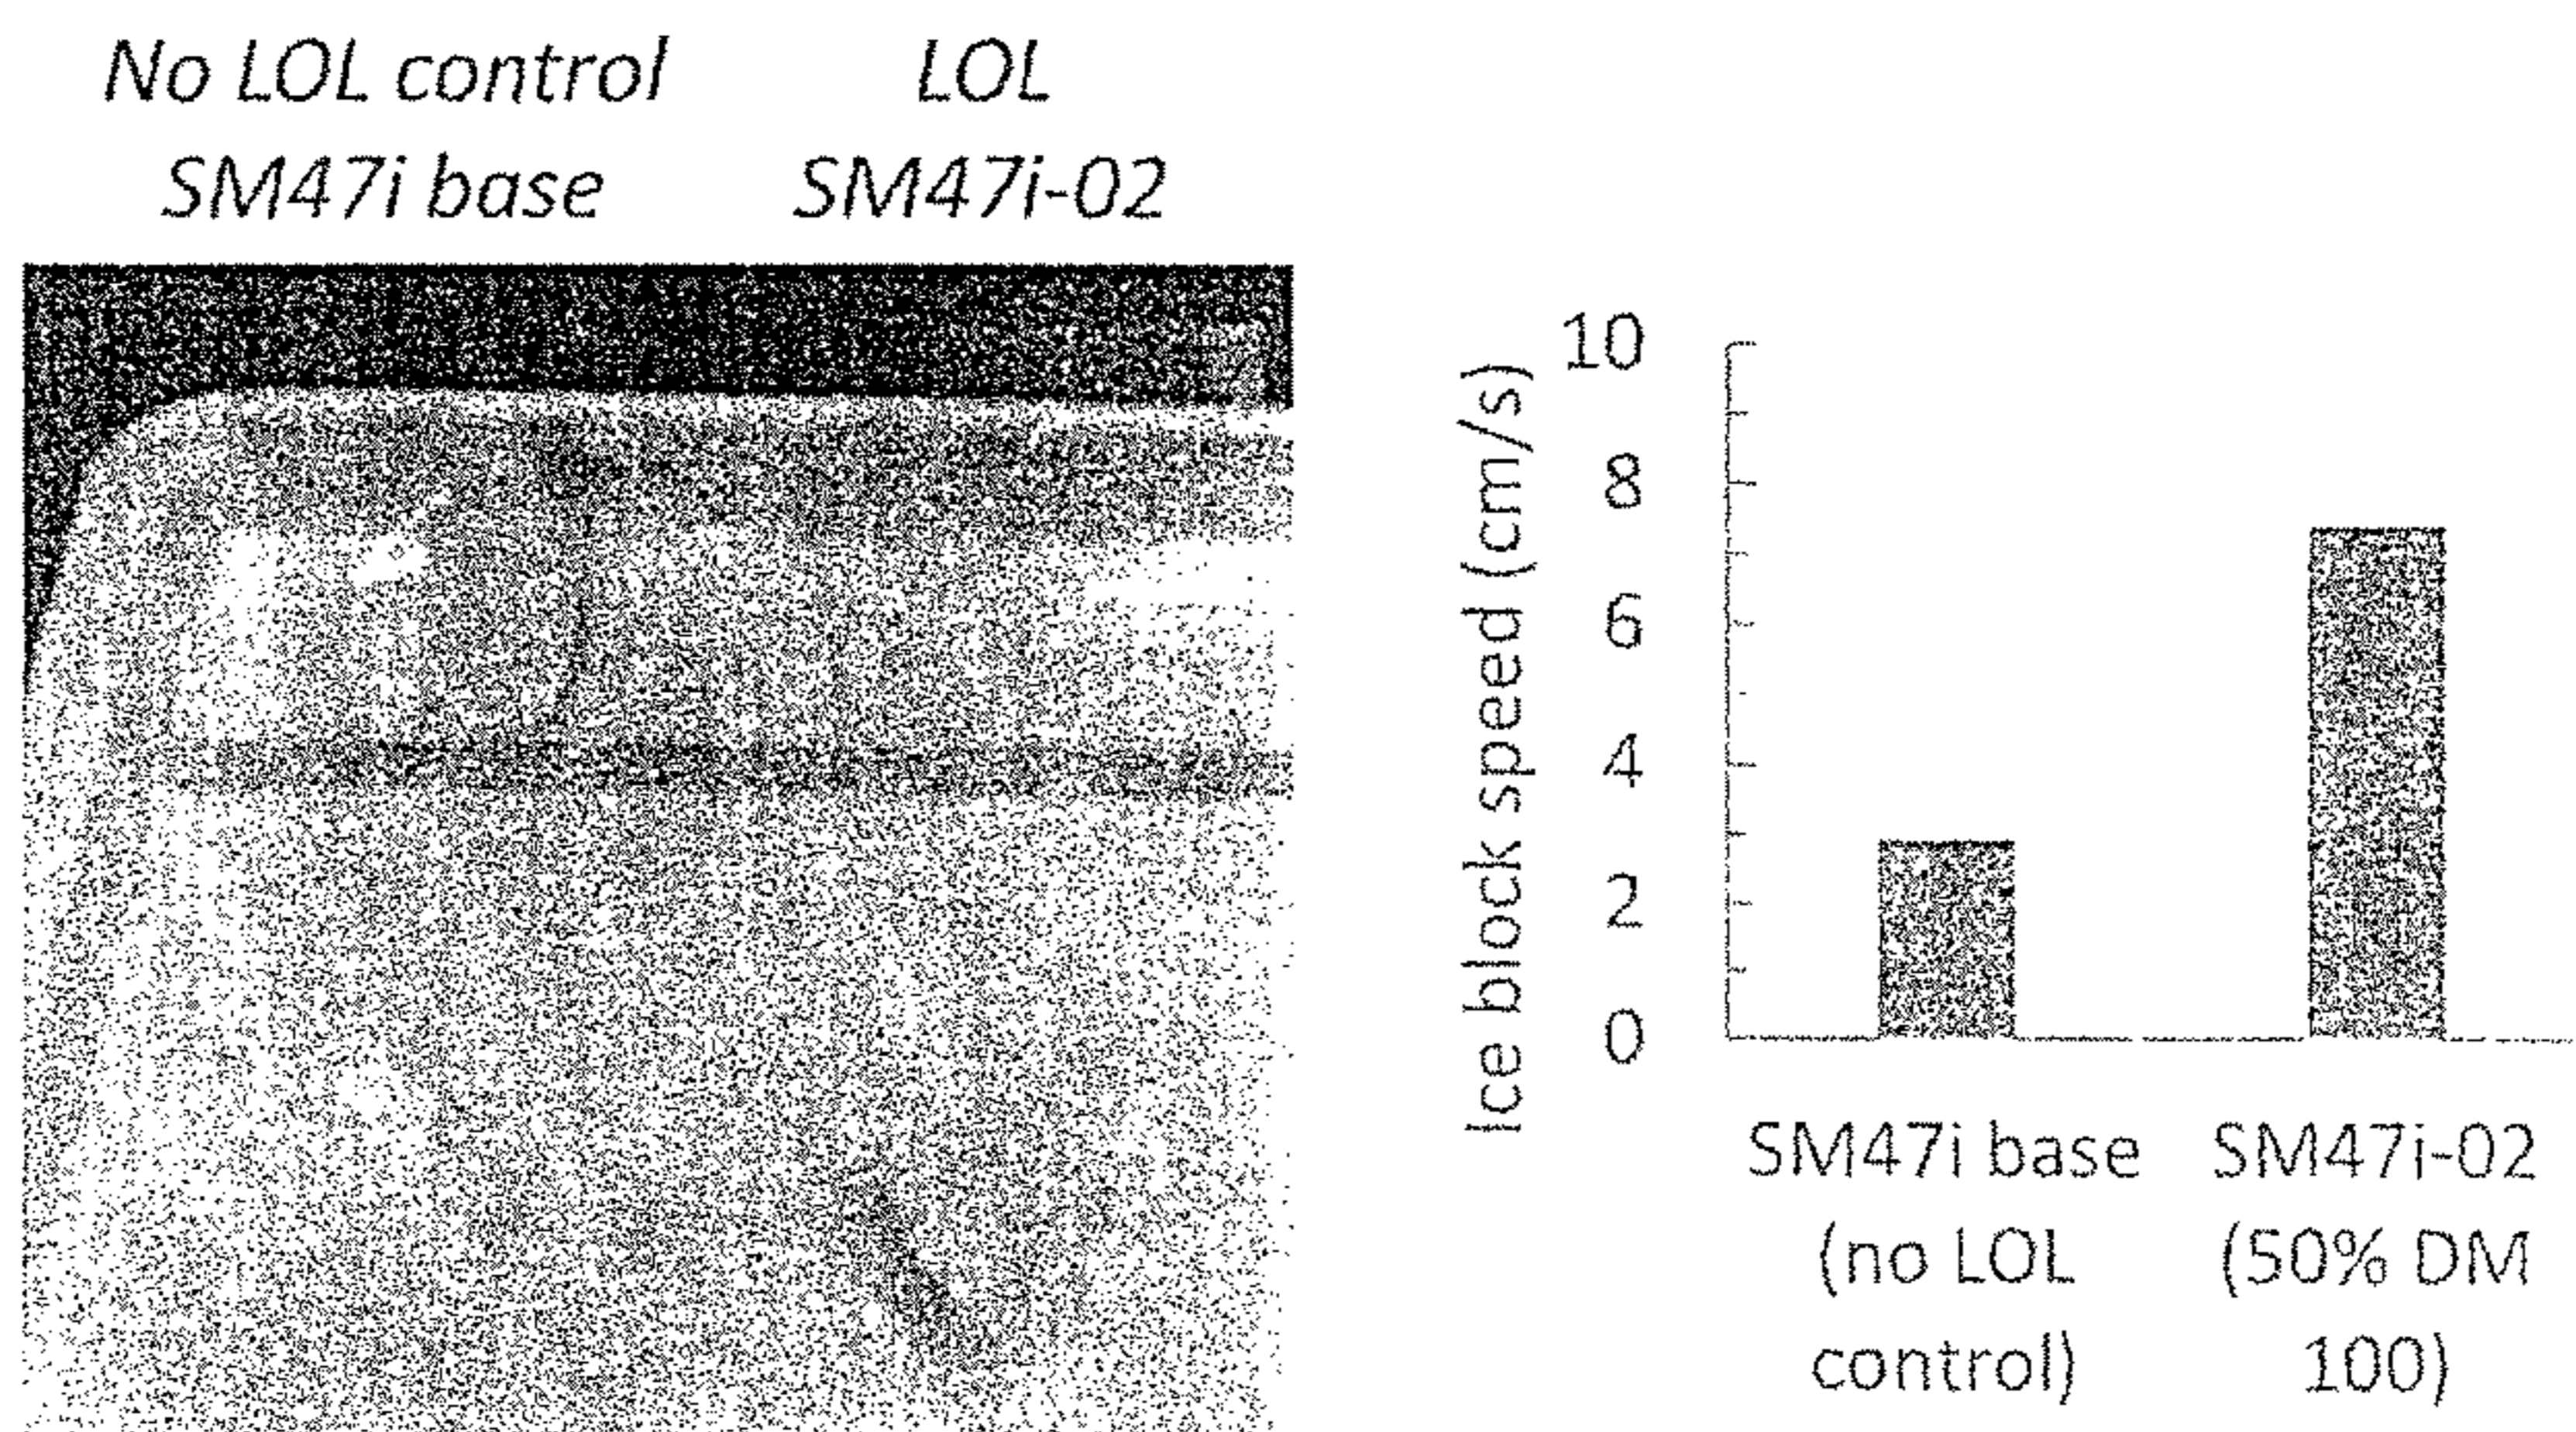 No LOL control
SM47i base
LOL
SM47i-02
Ice block speed (cm/s)
10
8
6
4
2
0
SM47i base
(no LOL
control)
SM47i-02
(50% DM
100)